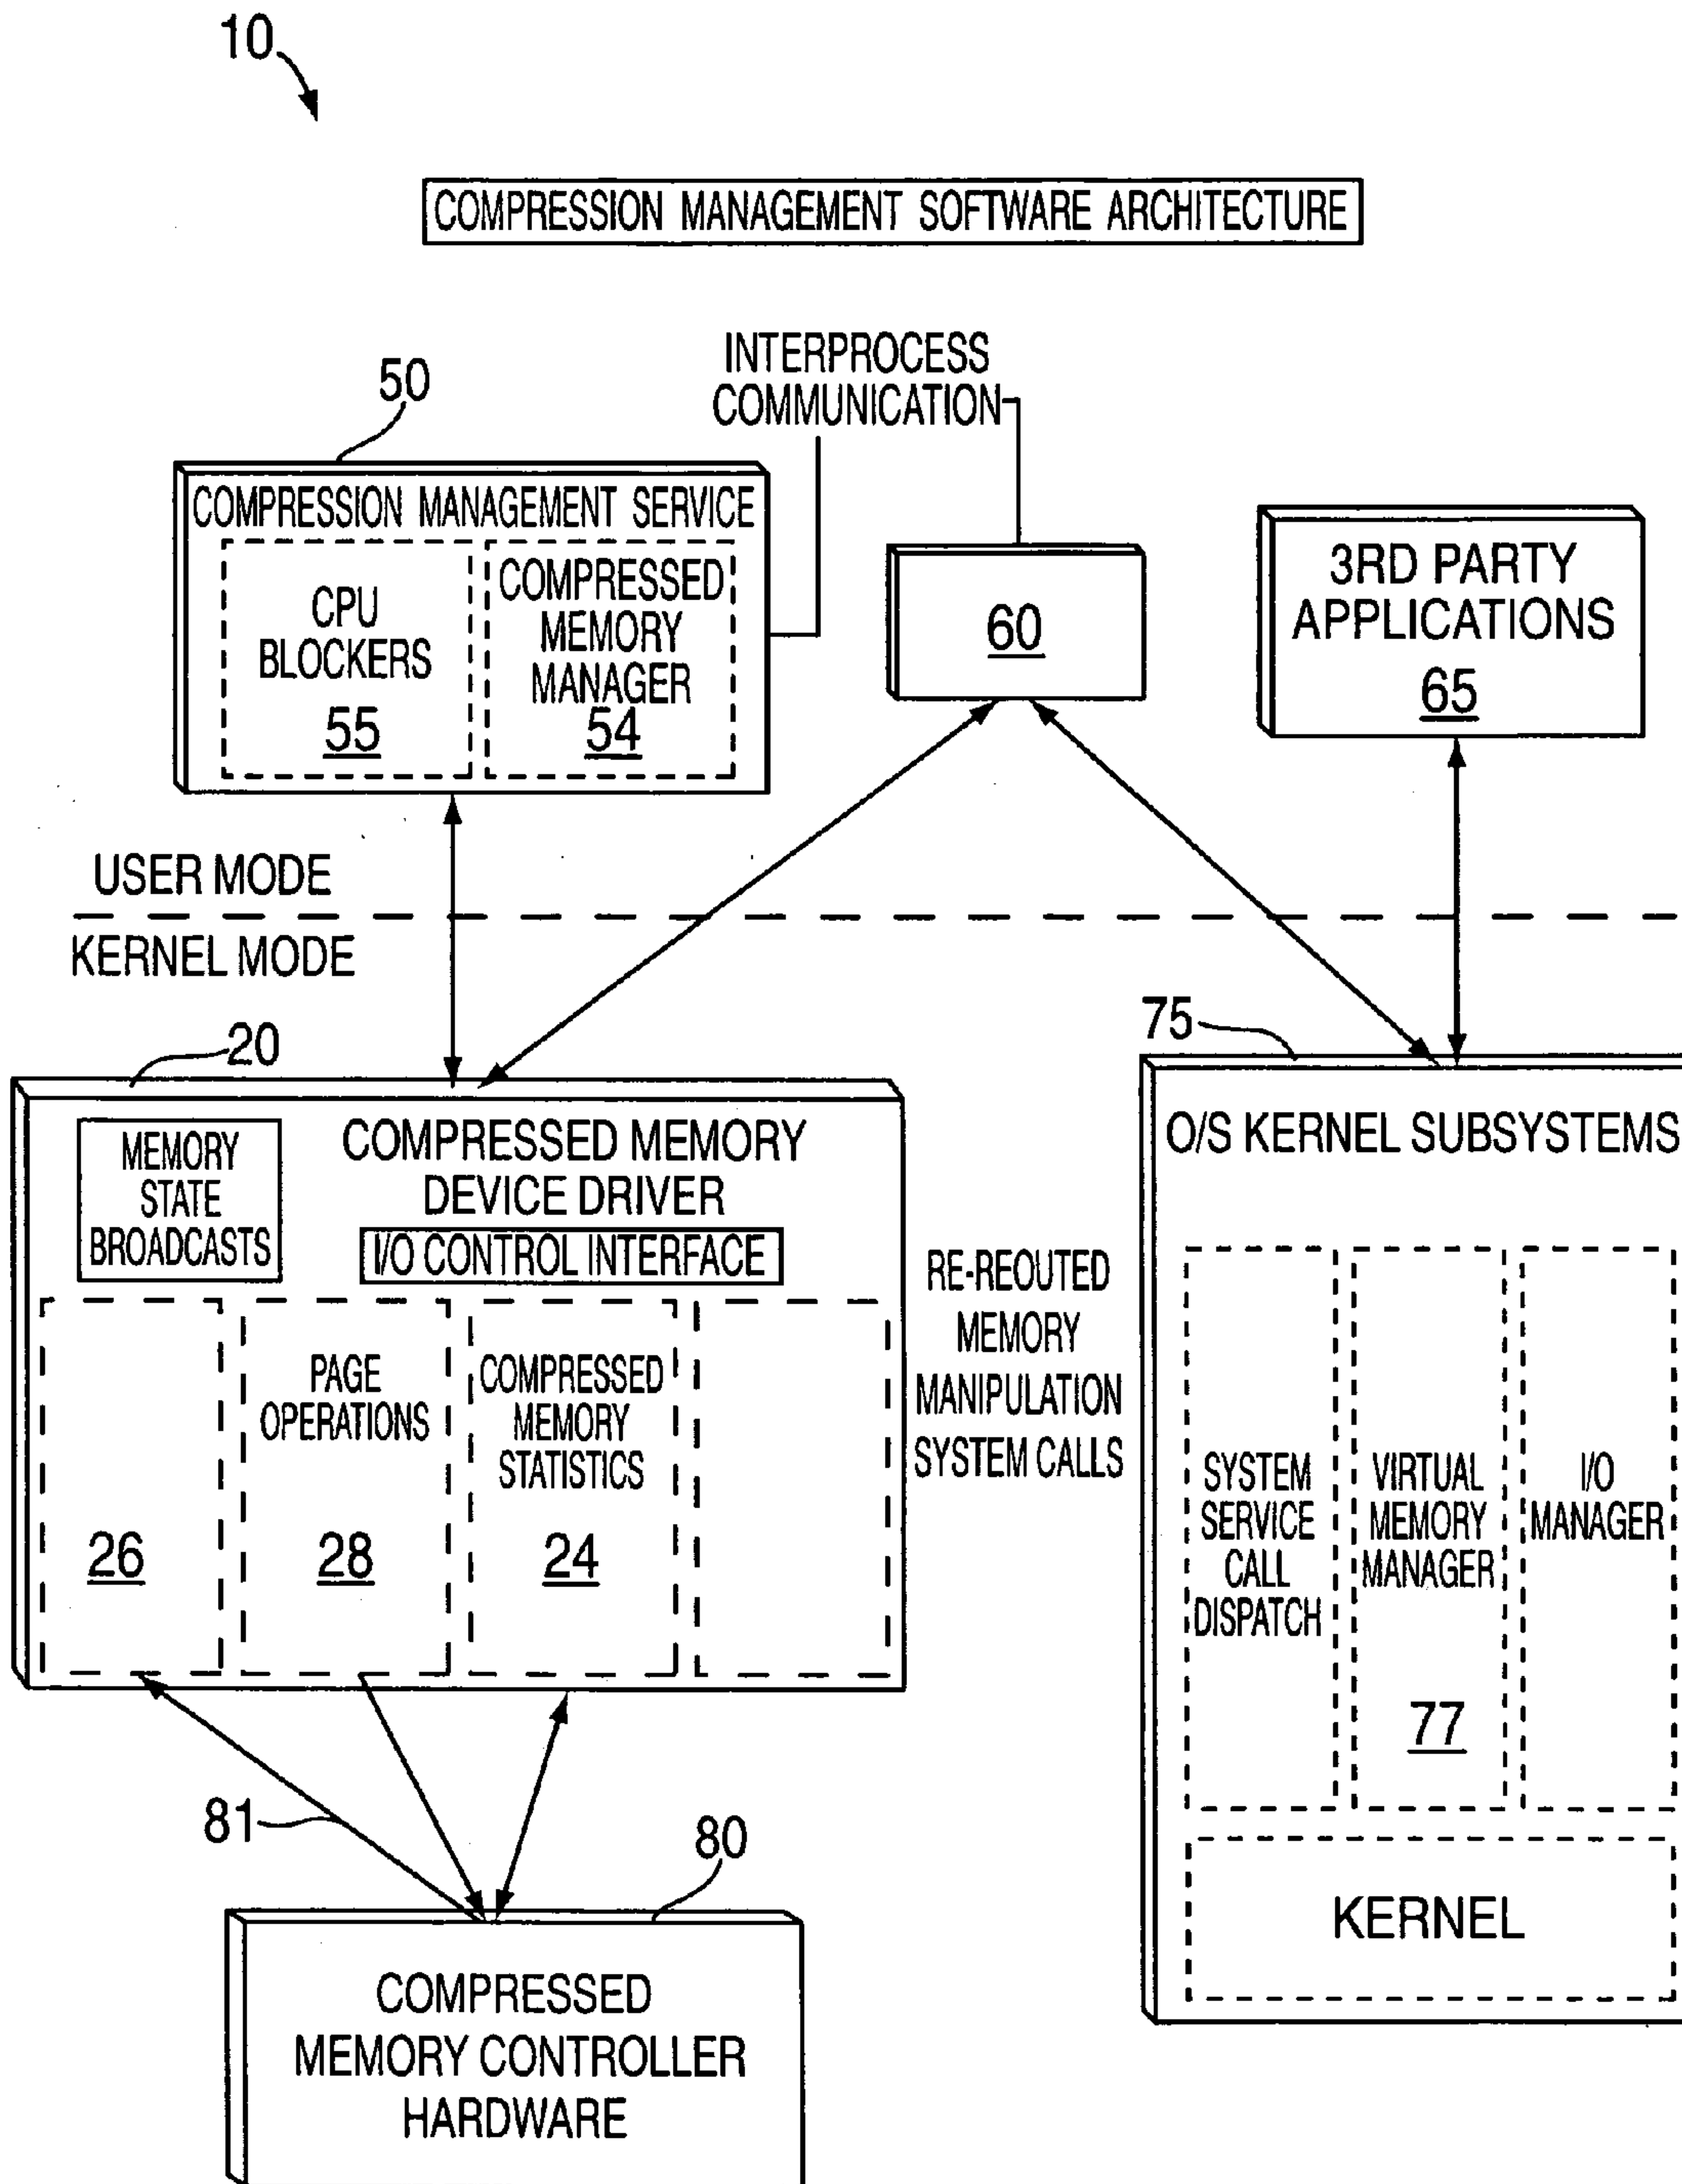 10
COMPRESSION MANAGEMENT SOFTWARE ARCHITECTURE
INTERPROCESS
COMMUNICATION
50
COMPRESSION MANAGEMENT SERVICE
CPU
BLOCKERS
55
COMPRESSED
MEMORY
MANAGER
54
60
3RD PARTY
APPLICATIONS
65
USER MODE
KERNEL MODE
20
MEMORY
STATE
BROADCASTS
COMPRESSED MEMORY
DEVICE DRIVER
I/O CONTROL INTERFACE
26
PAGE
OPERATIONS
28
COMPRESSED
MEMORY
STATISTICS
24
RE-REOUTED
MEMORY
MANIPULATION
SYSTEM CALLS
75
O/S KERNEL SUBSYSTEMS
SYSTEM
SERVICE
CALL
DISPATCH
VIRTUAL
MEMORY
MANAGER
77
I/O
MANAGER
KERNEL
81
80
COMPRESSED
MEMORY CONTROLLER
HARDWARE